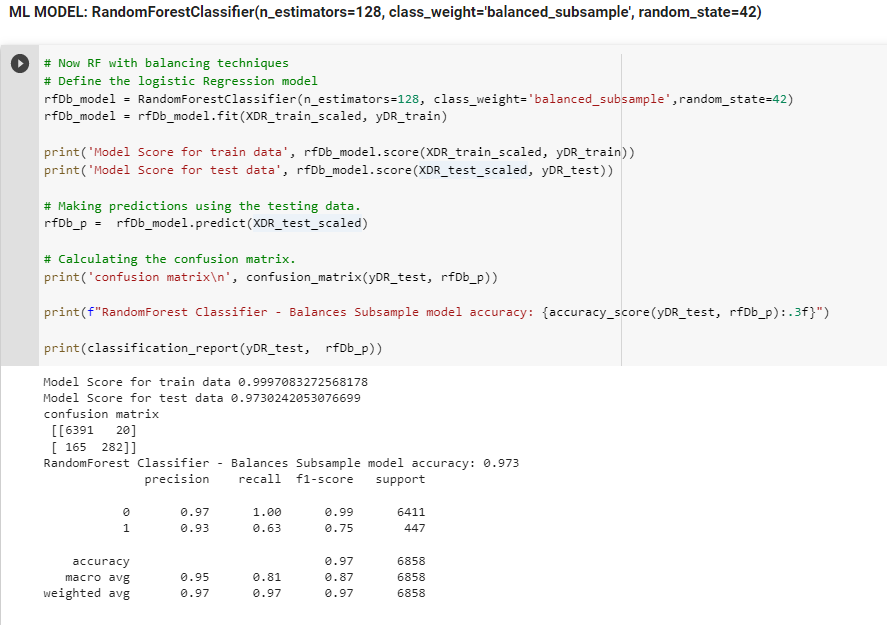 ML MODEL: RandomForestClassifier(n_estimators=128, class_weight='balanced_subsample', random_state=42)
# Now RF with balancing techniques
# Define the logistic Regression model
rfDb_model = RandomForestClassifier(n_estimators=128, class_weight='balanced_subsample',random_state=42)
rfDb_model = rfDb_model.fit(XDR_train_scaled, yDR_train)
print('Model Score for train data', rfDb_model.score(XDR_train_scaled, yDR_train))
print('Model Score for test data', rfDb_model.score(XDR_test_scaled, yDR_test))
# Making predictions using the testing data.
rfDb_p =  rfDb_model.predict(XDR_test_scaled)
# Calculating the confusion matrix.
print('confusion matrix\n', confusion_matrix(yDR_test, rfDb_p))
print(f"RandomForest Classifier - Balances Subsample model accuracy: {accuracy_score(yDR_test, rfDb_p):.3f}")
print(classification_report(yDR_test,  rfDb_p))
Model Score for train data 0.9997083272568178
Model Score for test data 0.9730242053076699
confusion matrix
[[6391   20]
[ 165  282]]
RandomForest Classifier - Balances Subsample model accuracy: 0.973
precision    recall  f1-score   support
0       0.97      1.00      0.99      6411
1       0.93      0.63      0.75       447
accuracy                           0.97      6858
macro avg       0.95      0.81      0.87      6858
weighted avg       0.97      0.97      0.97      6858